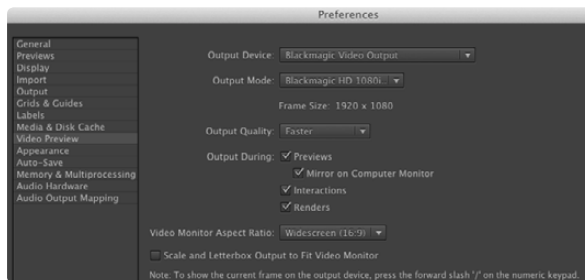 Preferences
General
Previews
Display
Import
Output
Grids & Guides
Labels
Media & Disk Cache
Video Preview
Appearance
Auto-Save
Memory & Multiprocessing
Audio Hardware
Audio Output Mapping
Output Device: Blackmagic Video Output
Output Mode: Blackmagic HD 1080i...
Frame Size: 1920 x 1080
Output Quality: Faster
Output During: Previews
Mirror on Computer Monitor
Interactions
Renders
Video Monitor Aspect Ratio: Widescreen (16:9)
Scale and Letterbox Output to Fit Video Monitor
Note: To show the current frame on the output device, press the forward slash "/" on the numeric keypad.